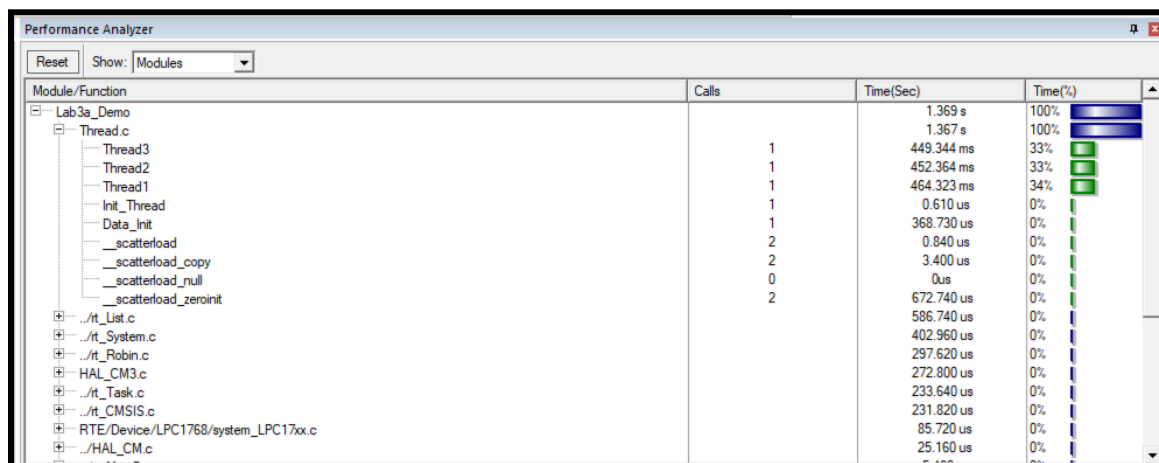 Performance Analyzer
Reset Show: Modules
Module/Function Calls Time(Sec) Time(%)
Lab3a_Demo 1.369 s 100%
Thread.c 1.367 s 100%
Thread3 1 449.344 ms 33%
Thread2 1 452.364 ms 33%
Thread1 1 464.323 ms 34%
Init_Thread 1 0.610 us 0%
Data_Init 1 368.730 us 0%
__scatterload 2 0.840 us 0%
__scatterload_copy 2 3.400 us 0%
__scatterload_null 0 0us 0%
__scatterload_zeroinit 2 672.740 us 0%
../rt_List.c 586.740 us 0%
../rt_System.c 402.960 us 0%
../rt_Robin.c 297.620 us 0%
HAL_CM3.c 272.800 us 0%
../rt_Task.c 233.640 us 0%
../rt_CMSIS.c 231.820 us 0%
RTE/Device/LPC1768/system_LPC17xx.c 85.720 us 0%
../HAL_CM.c 25.160 us 0%